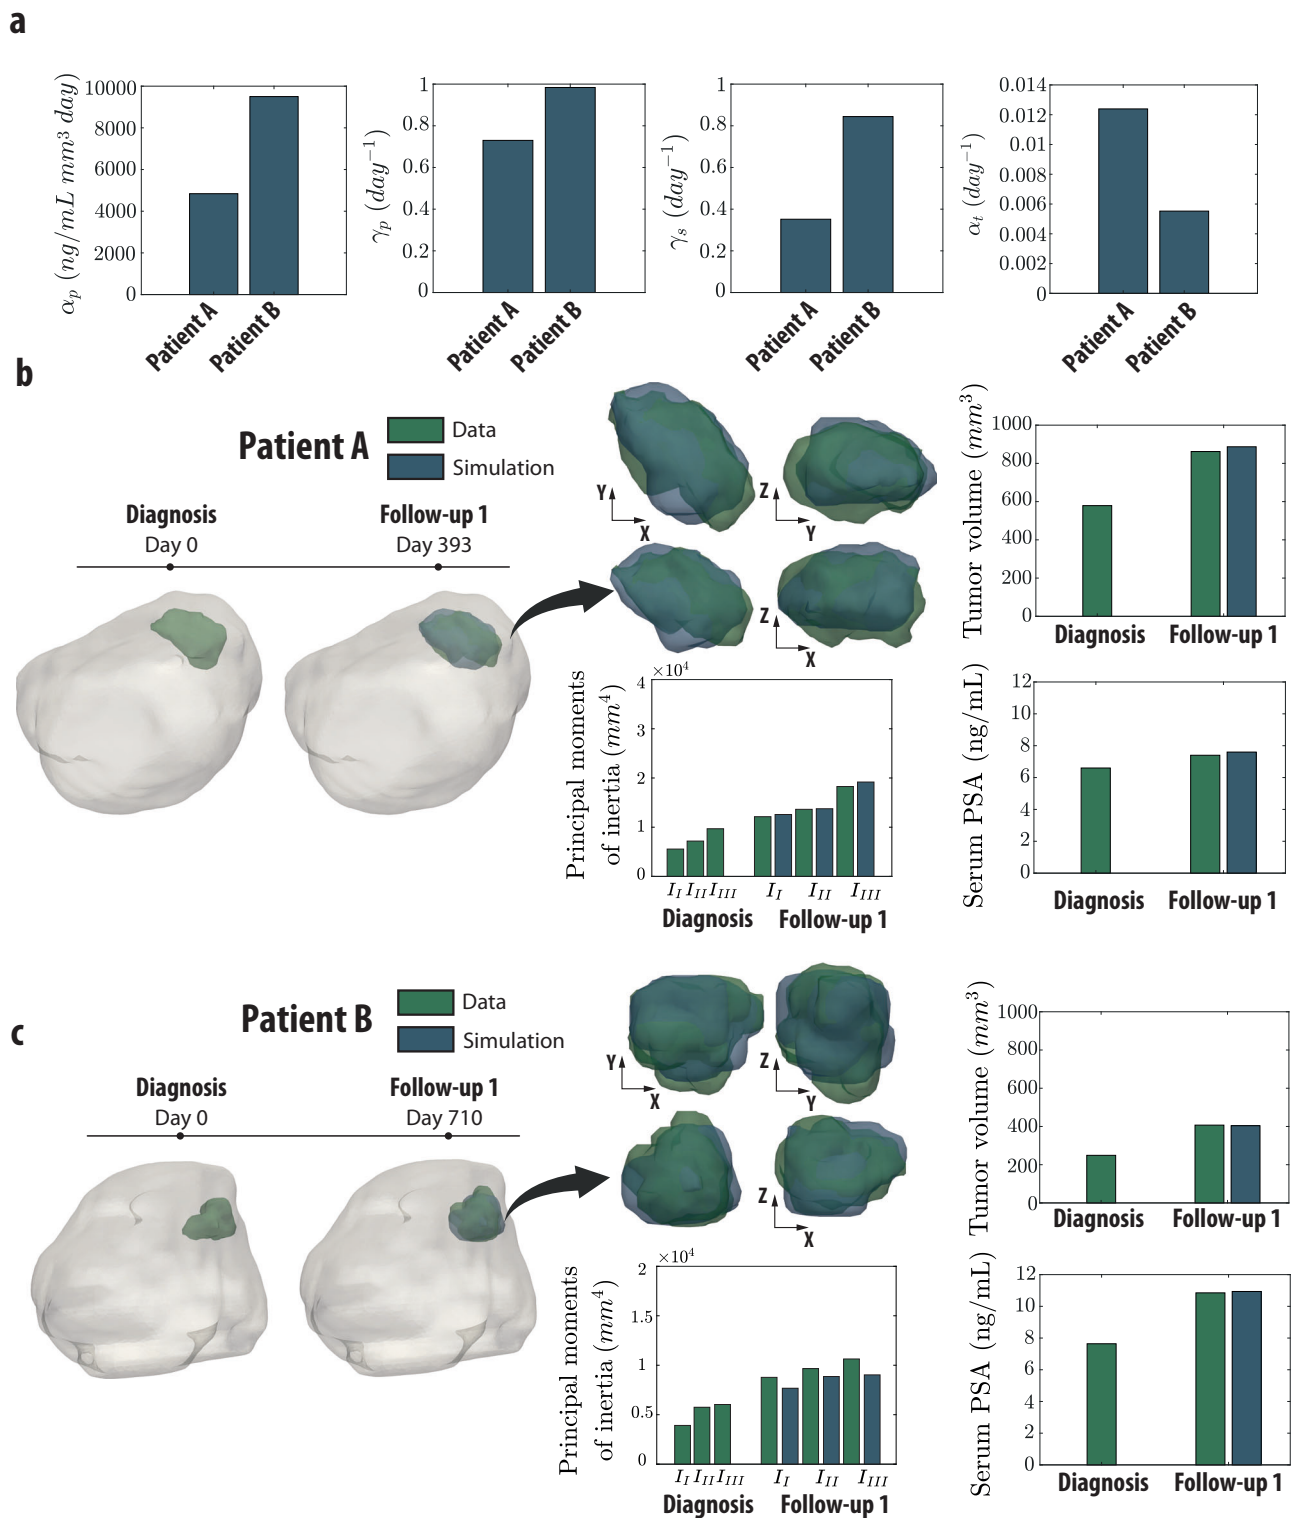 a
α_p (ng/mL mm³ day)
10000
8000
6000
4000
2000
0
Patient A
Patient B
γ_p (day⁻¹)
1
0.8
0.6
0.4
0.2
0
Patient A
Patient B
γ_s (day⁻¹)
1
0.8
0.6
0.4
0.2
0
Patient A
Patient B
α_t (day⁻¹)
0.014
0.012
0.01
0.008
0.006
0.004
0.002
0
Patient A
Patient B
b
Patient A
Data
Simulation
Diagnosis
Day 0
Follow-up 1
Day 393
Y
X
Z
Y
Z
X
Principal moments
of inertia (mm⁴)
×10⁴
4
3
2
1
0
I_I I_II I_III
I_I I_II I_III
Diagnosis
Follow-up 1
Tumor volume (mm³)
1000
800
600
400
200
0
Diagnosis
Follow-up 1
Serum PSA (ng/mL)
12
10
8
6
4
2
0
Diagnosis
Follow-up 1
c
Patient B
Data
Simulation
Diagnosis
Day 0
Follow-up 1
Day 710
Y
X
Z
Y
Z
X
Principal moments
of inertia (mm⁴)
×10⁴
2
1.5
1
0.5
0
I_I I_II I_III
I_I I_II I_III
Diagnosis
Follow-up 1
Tumor volume (mm³)
1000
800
600
400
200
0
Diagnosis
Follow-up 1
Serum PSA (ng/mL)
12
10
8
6
4
2
0
Diagnosis
Follow-up 1